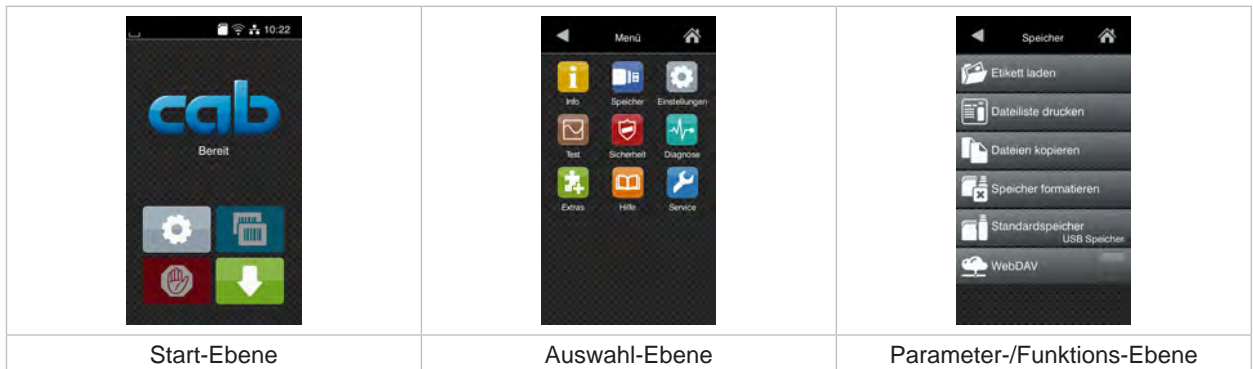 10:22
cab
Bereit
Start-Ebene
Menü
Info Speicher Einstellungen
Test Sicherheit Diagnose
Extras Hilfe Service
Auswahl-Ebene
Speicher
Etikett laden
Dateiliste drucken
Dateien kopieren
Speicher formatieren
Standardspeicher
USB Speicher
WebDAV
Parameter-/Funktions-Ebene